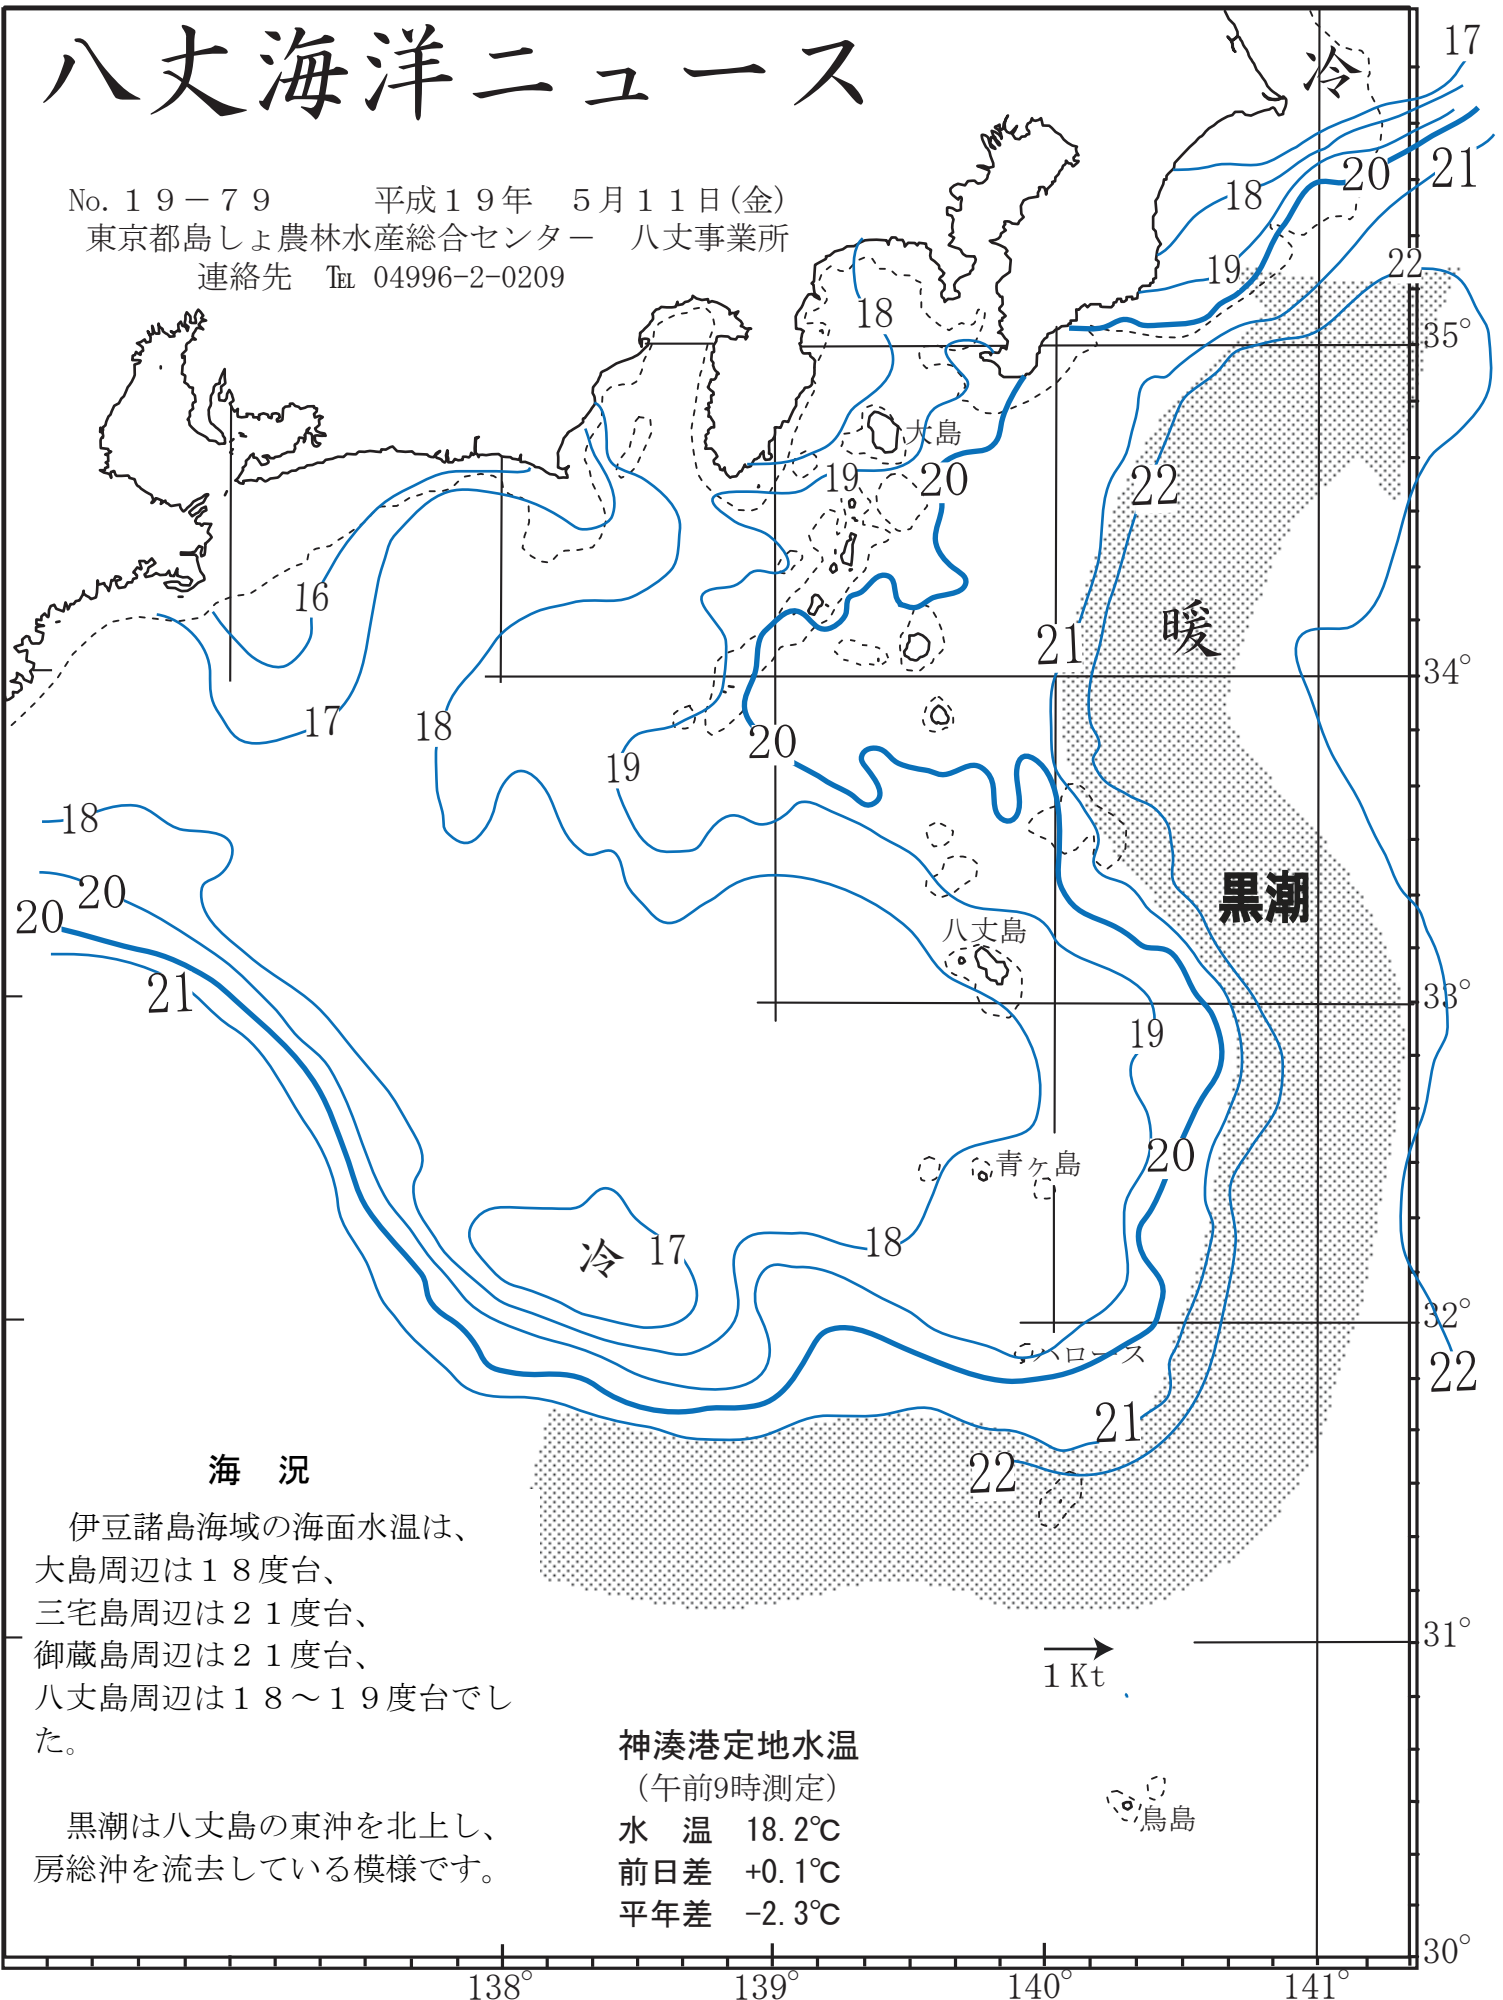 八丈海洋ニュース
No.１９－７９　平成１９年　５月１１日(金)
東京都島しょ農林水産総合センター　八丈事業所
連絡先　℡ 04996-2-0209
冷
17
18
20
21
19
22
35°
18
大島
19
20
22
16
暖
21
34°
17
18
20
19
18
20
20
黒潮
八丈島
21
33°
19
青ヶ島
20
冷
17
18
32°
ハロース
22
21
22
海　況
伊豆諸島海域の海面水温は、
大島周辺は１８度台、
三宅島周辺は２１度台、
御蔵島周辺は２１度台、
八丈島周辺は１８～１９度台でし
た。
黒潮は八丈島の東沖を北上し、
房総沖を流去している模様です。
31°
1 Kt
神湊港定地水温
（午前9時測定）
水　温　18.2℃
前日差　+0.1℃
平年差　-2.3℃
鳥島
30°
138°
139°
140°
141°